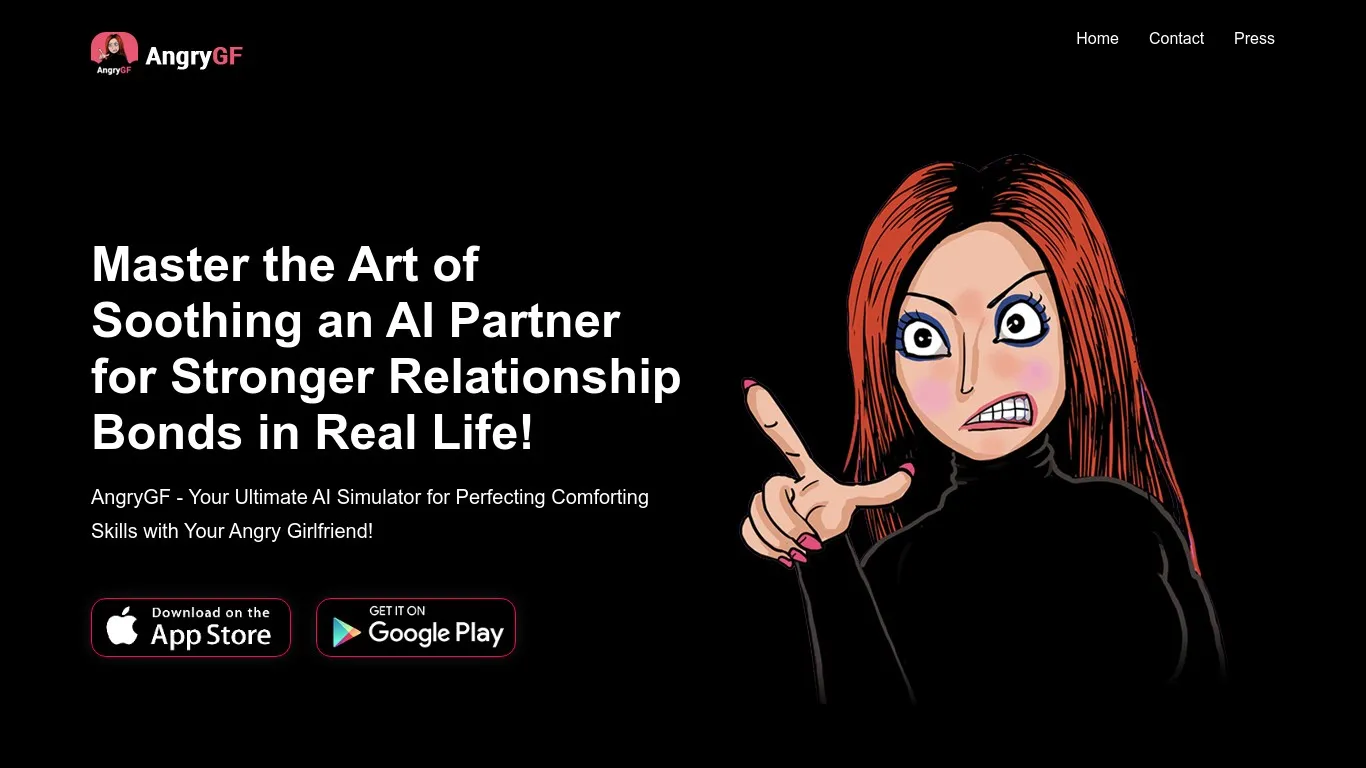 AngryGF
AngryGF
Home
Contact
Press
Master the Art of
Soothing an AI Partner
for Stronger Relationship
Bonds in Real Life!
AngryGF - Your Ultimate AI Simulator for Perfecting Comforting
Skills with Your Angry Girlfriend!
Download on the
App Store
GET IT ON
Google Play